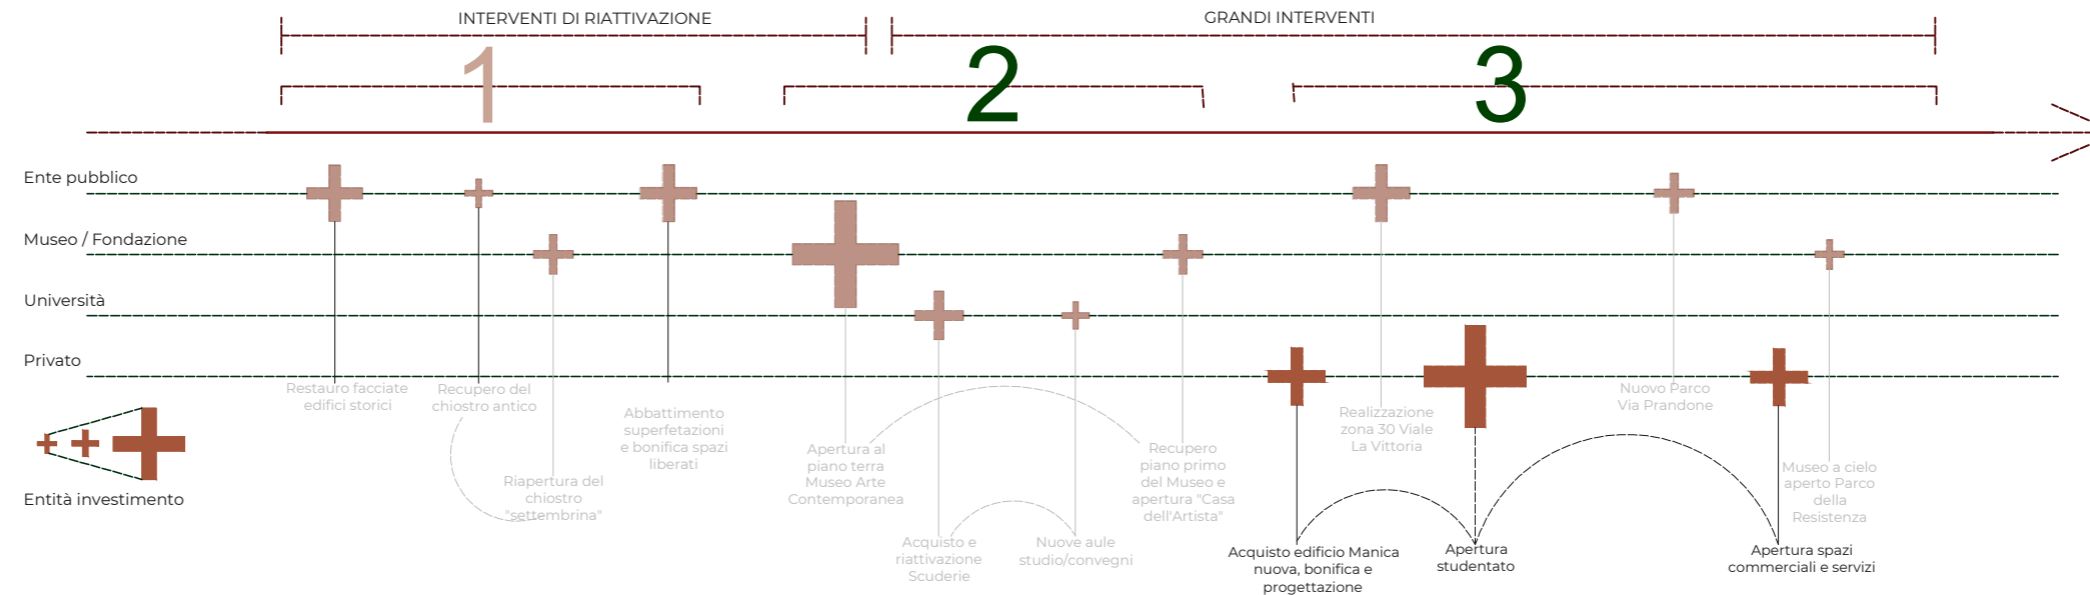 INTERVENTI DI RIATTIVAZIONE
GRANDI INTERVENTI
1
2
3
Ente pubblico
Museo / Fondazione
Università
Privato
Entità investimento
Restauro facciate
edifici storici
Recupero del
chiostro antico
Riapertura del
chiostro
"settembrina"
Abbattimento
superfetazioni
e bonifica spazi
liberati
Apertura al
piano terra
Museo Arte
Contemporanea
Acquisto e
riattivazione
Scuderie
Nuove aule
studio/convegni
Recupero
piano primo
del Museo e
apertura "Casa
dell'Artista"
Acquisto edificio Manica
nuova, bonifica e
progettazione
Realizzazione
zona 30 Viale
La Vittoria
Apertura
studentato
Nuovo Parco
Via Prandone
Apertura spazi
commerciali e servizi
Museo a cielo
aperto Parco
della
Resistenza